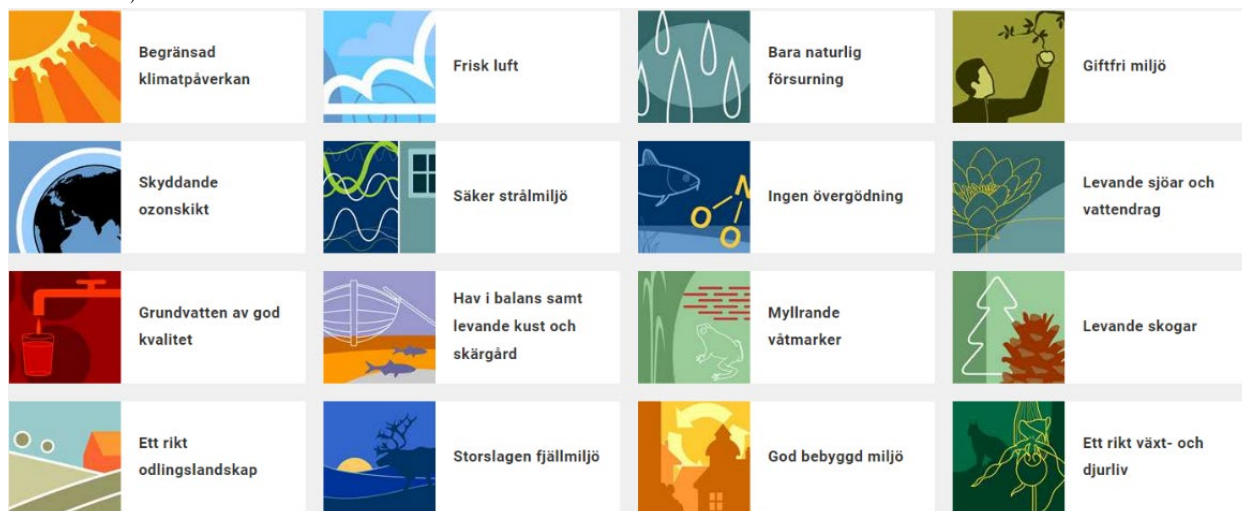 Begränsad
klimatpåverkan
Frisk luft
Bara naturlig
försurning
Giftfri miljö
Skyddande
ozonskikt
Säker strålmiljö
N
O
O
Ingen övergödning
Levande sjöar och
vattendrag
Grundvatten av god
kvalitet
Hav i balans samt
levande kust och
skärgård
Myllrande
våtmarker
Levande skogar
Ett rikt
odlingslandskap
Storslagen fjällmiljö
God bebyggd miljö
Ett rikt växt- och
djurliv